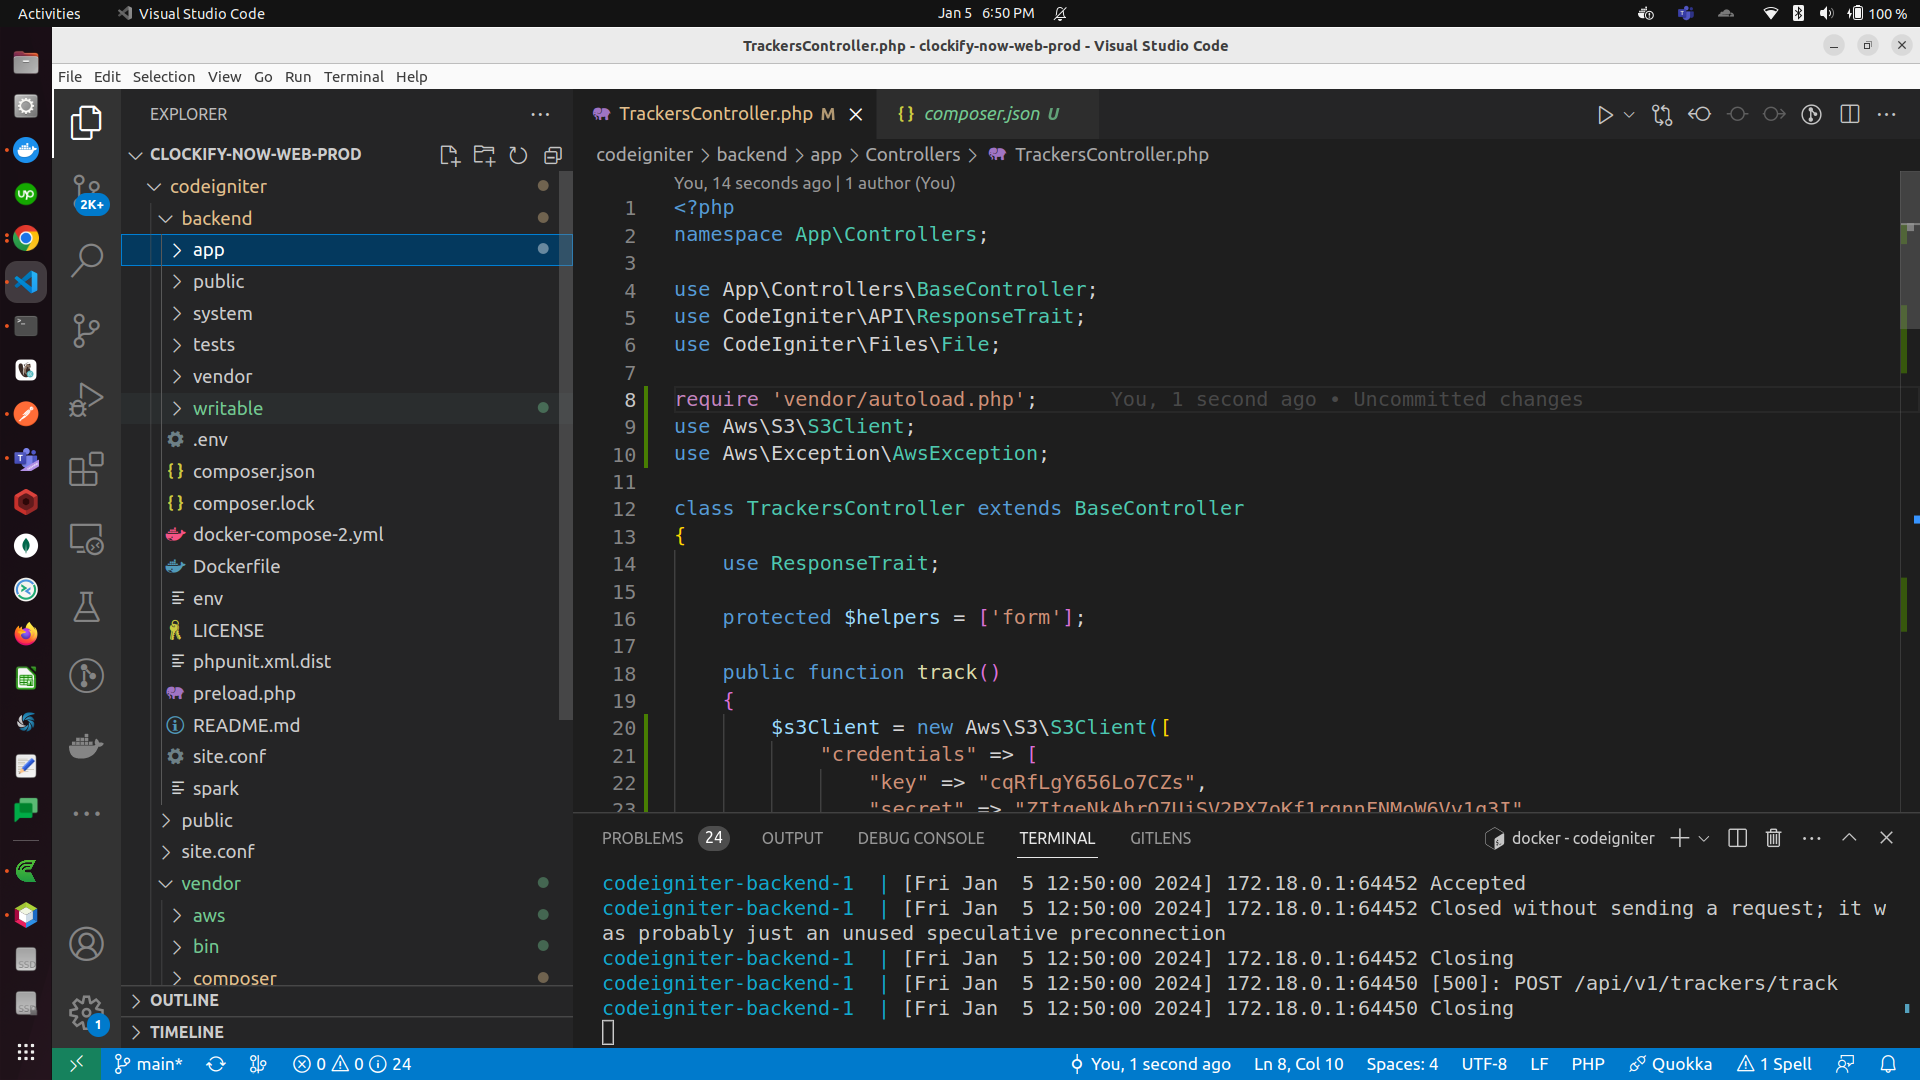 Activities
Visual Studio Code
Jan 5 6:50 PM
100 %
TrackersController.php - clockify-now-web-prod - Visual Studio Code
File Edit Selection View Go Run Terminal Help
EXPLORER
TrackersController.php M
{} composer.json U
CLOCKIFY-NOW-WEB-PROD
codeigniter > backend > app > Controllers > TrackersController.php
codeigniter
backend
app
public
system
tests
vendor
writable
.env
{} composer.json
{} composer.lock
docker-compose-2.yml
Dockerfile
env
LICENSE
phpunit.xml.dist
preload.php
README.md
site.conf
spark
public
site.conf
vendor
aws
bin
composer
OUTLINE
TIMELINE
2K+
1
up
SSD
SSD
You, 14 seconds ago | 1 author (You)
1 <?php
2 namespace App\Controllers;
3
4 use App\Controllers\BaseController;
5 use CodeIgniter\API\ResponseTrait;
6 use CodeIgniter\Files\File;
7
8 require 'vendor/autoload.php'; You, 1 second ago • Uncommitted changes
9 use Aws\S3\S3Client;
10 use Aws\Exception\AwsException;
11
12 class TrackersController extends BaseController
13 {
14 use ResponseTrait;
15
16 protected $helpers = ['form'];
17
18 public function track()
19 {
20 $s3Client = new Aws\S3\S3Client([
21 "credentials" => [
22 "key" => "cqRfLgY656Lo7CZs",
23 "secret" =>
PROBLEMS 24 OUTPUT DEBUG CONSOLE TERMINAL GITLENS
docker - codeigniter
codeigniter-backend-1 | [Fri Jan 5 12:50:00 2024] 172.18.0.1:64452 Accepted
codeigniter-backend-1 | [Fri Jan 5 12:50:00 2024] 172.18.0.1:64452 Closed without sending a request; it w
as probably just an unused speculative preconnection
codeigniter-backend-1 | [Fri Jan 5 12:50:00 2024] 172.18.0.1:64452 Closing
codeigniter-backend-1 | [Fri Jan 5 12:50:00 2024] 172.18.0.1:64450 [500]: POST /api/v1/trackers/track
codeigniter-backend-1 | [Fri Jan 5 12:50:00 2024] 172.18.0.1:64450 Closing
main* 0 0 24
You, 1 second ago Ln 8, Col 10 Spaces: 4 UTF-8 LF PHP Quokka 1 Spell